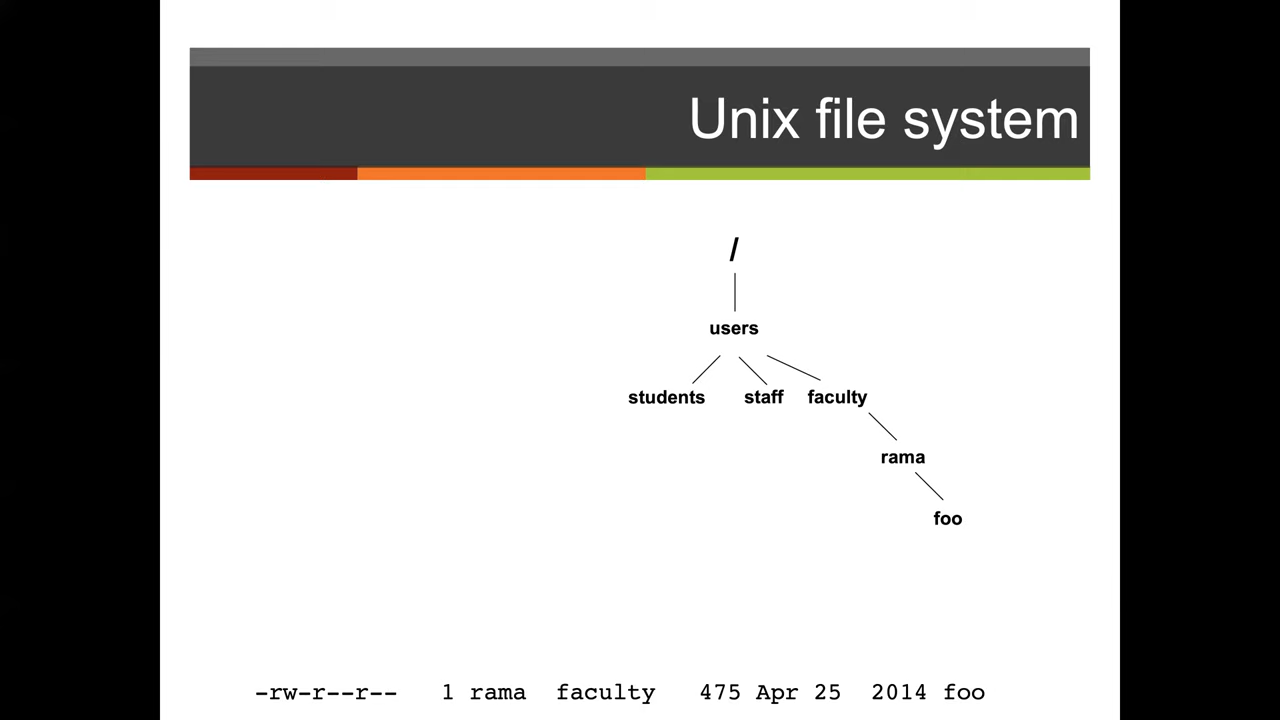 Unix file system
/
users
students staff faculty
rama
foo
-rw-r--r-- 1 rama faculty 475 Apr 25 2014 foo